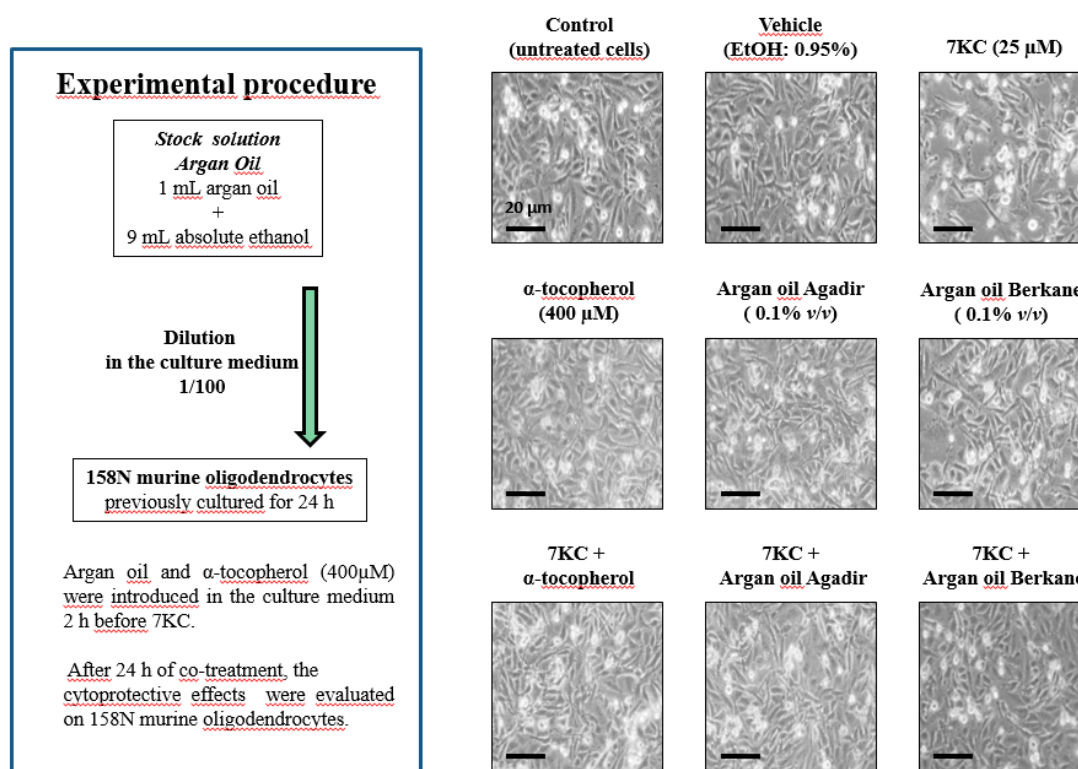 Experimental procedure
Stock solution
Argan Oil
1 mL argan oil
+
9 mL absolute ethanol
Dilution
in the culture medium
1/100
158N murine oligodendrocytes
previously cultured for 24 h
Argan oil and α-tocopherol (400μM)
were introduced in the culture medium
2 h before 7KC.
After 24 h of co-treatment, the
cytoprotective effects were evaluated
on 158N murine oligodendrocytes.
Control
(untreated cells)
Vehicle
(EtOH: 0.95%)
7KC (25 μM)
20 μm
α-tocopherol
(400 μM)
Argan oil Agadir
( 0.1% v/v)
Argan oil Berkane
( 0.1% v/v)
7KC +
α-tocopherol
7KC +
Argan oil Agadir
7KC +
Argan oil Berkane